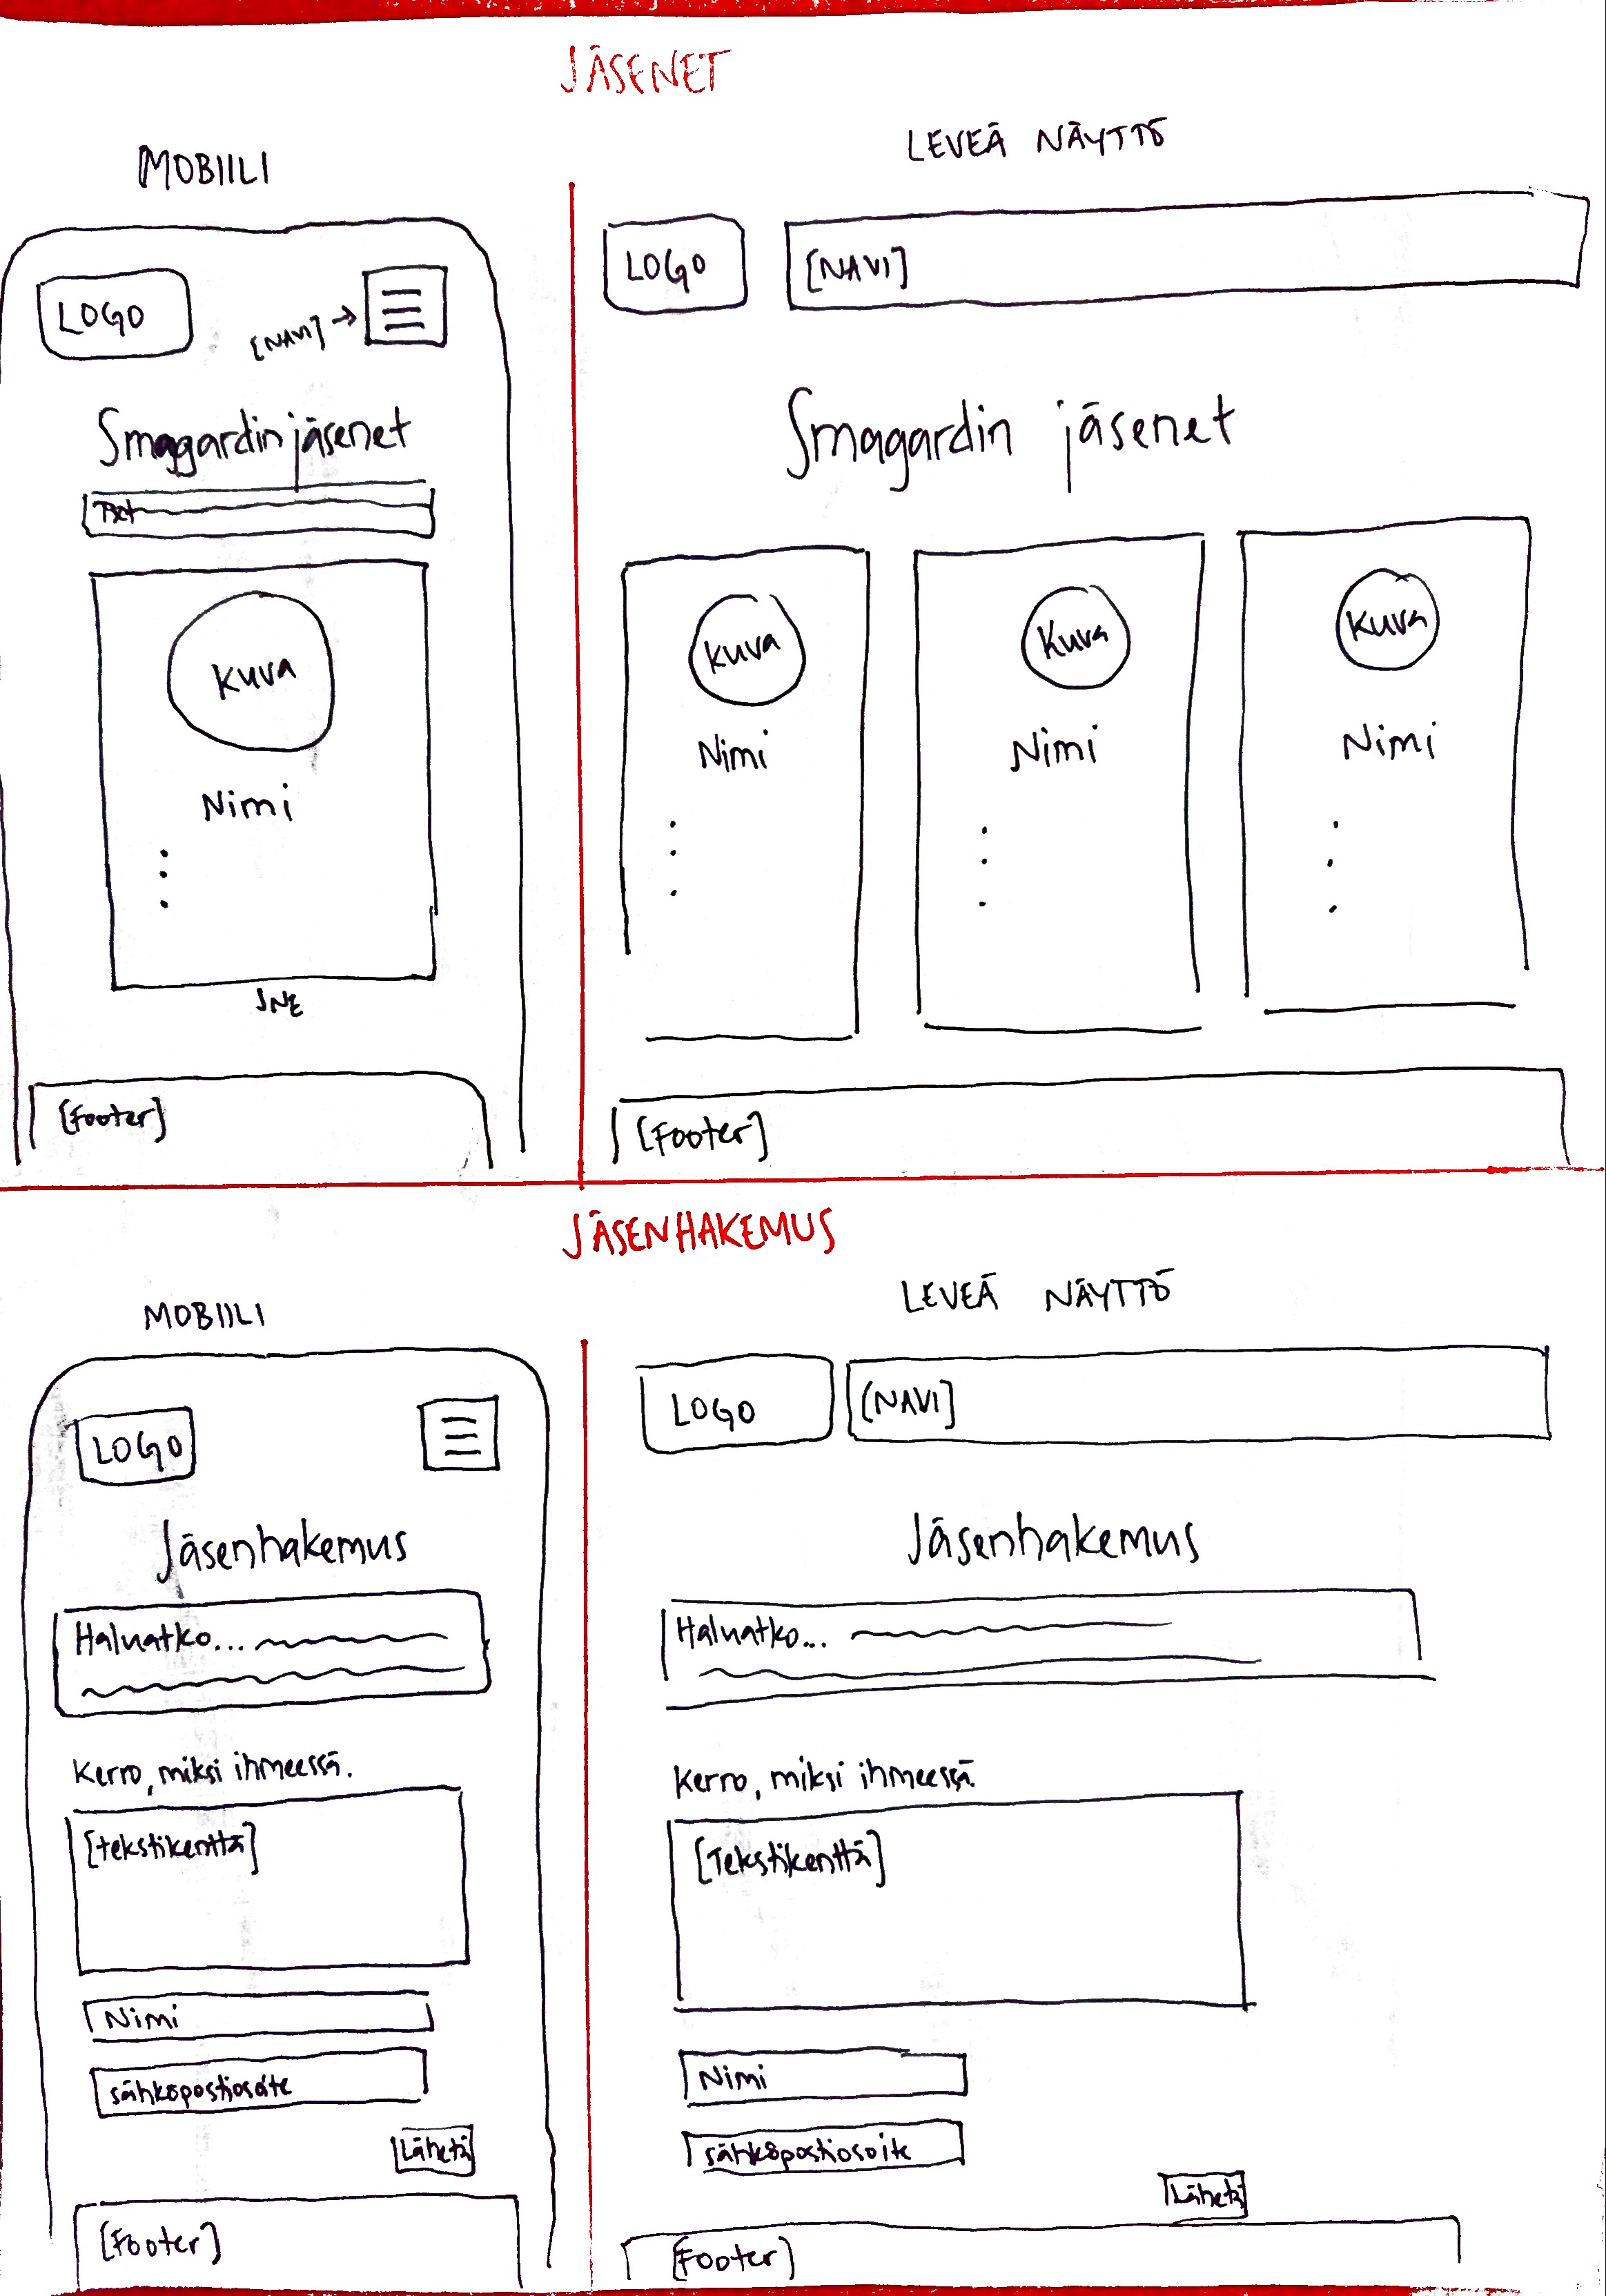 JÄSENET
MOBIILI
LOGO
[NAVI] →
Smagardin jäsenet
Txt
Kuva
Nimi
JNE
[Footer]
LEVEÄ NÄYTTÖ
LOGO
[NAVI]
Smagardin jäsenet
Kuva Kuva Kuva
Nimi Nimi Nimi
[Footer]
JÄSENHAKEMUS
MOBIILI
LOGO
Jäsenhakemus
Haluatko...
Kerro, miksi ihmeessä.
[tekstikenttä]
Nimi
sähköpostiosoite
Lähetä
[Footer]
LEVEÄ NÄYTTÖ
LOGO
[NAVI]
Jäsenhakemus
Haluatko...
Kerro, miksi ihmeessä.
[Tekstikenttä]
Nimi
sähköpostiosoite
Lähetä
[Footer]